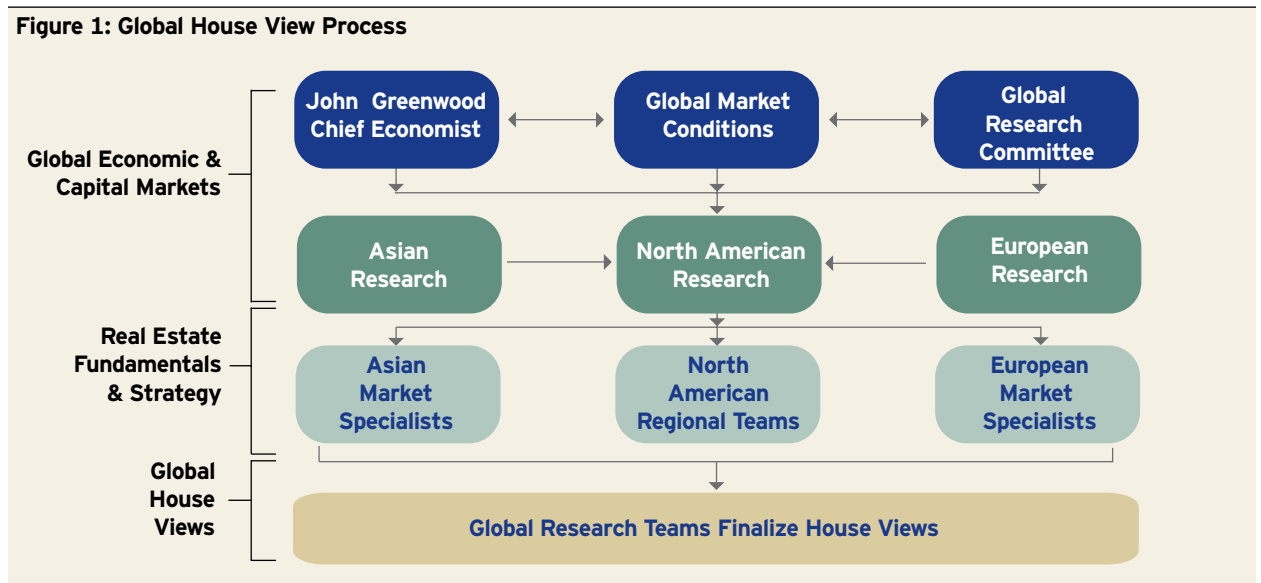 Figure 1: Global House View Process
Global Economic &
Capital Markets
John Greenwood
Chief Economist
Global Market
Conditions
Global
Research
Committee
Asian
Research
North American
Research
European
Research
Real Estate
Fundamentals
& Strategy
Asian
Market
Specialists
North
American
Regional Teams
European
Market
Specialists
Global
House
Views
Global Research Teams Finalize House Views